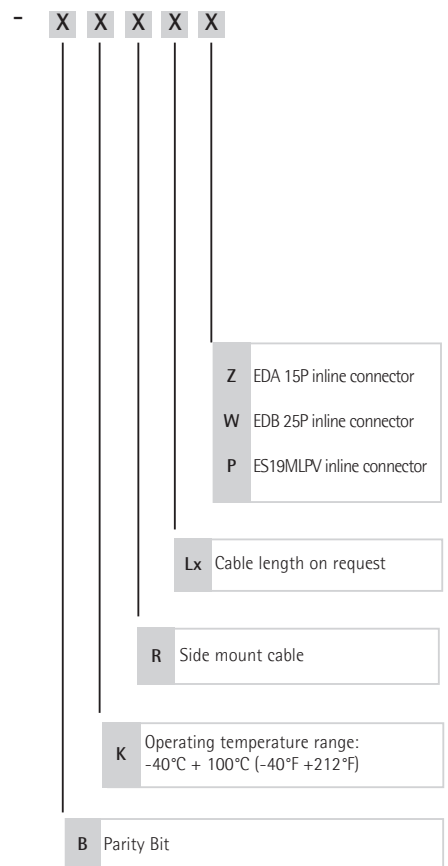 - X X X X X
Z EDA 15P inline connector
W EDB 25P inline connector
P ES19MLPV inline connector
Lx Cable length on request
R Side mount cable
K Operating temperature range:
-40°C + 100°C (-40°F +212°F)
B Parity Bit